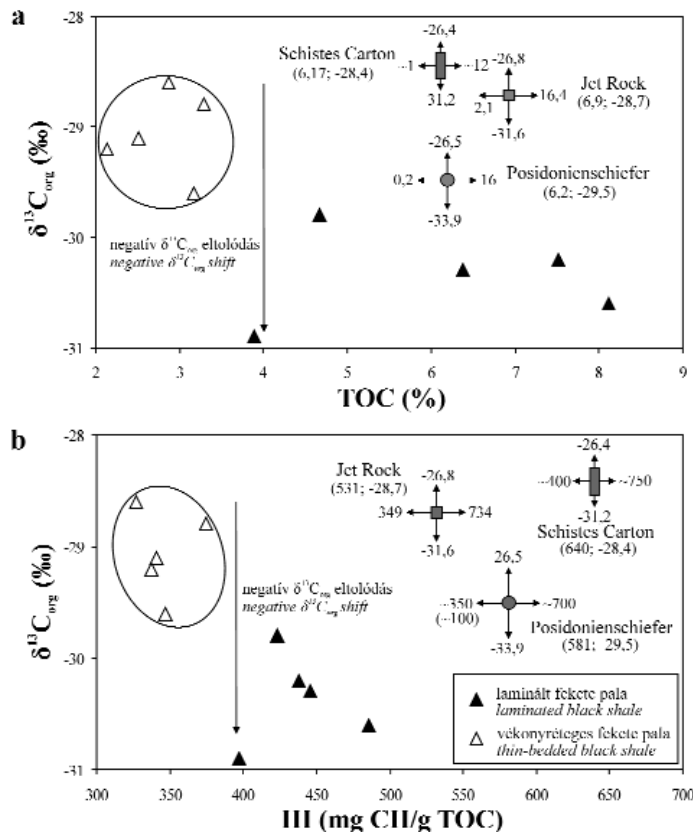 a
-28
-29
-30
-31
δ¹³Corg (‰)
2
3
4
5
6
7
8
9
TOC (%)
Schistes Carton
(6,17; -28,4)
-26,4
~1
~12
31,2
-26,8
2,1
16,4
-31,6
Jet Rock
(6,9; -28,7)
-26,5
0,2
16
-33,9
Posidonienschiefer
(6,2; -29,5)
negatív δ¹³Corg eltolódás
negative δ¹³Corg shift
b
-28
-29
-30
-31
δ¹³Corg (‰)
300
350
400
450
500
550
600
650
700
III (mg CII/g TOC)
Jet Rock
(531; -28,7)
-26,8
349
734
-31,6
-26,4
~400
~750
-31,2
Schistes Carton
(640; -28,4)
26,5
~350
(~100)
~700
-33,9
Posidonienschiefer
(581; 29,5)
negatív δ¹³Corg eltolódás
negative δ¹³Corg shift
laminált fekete pala
laminated black shale
vékonyréteges fekete pala
thin-bedded black shale